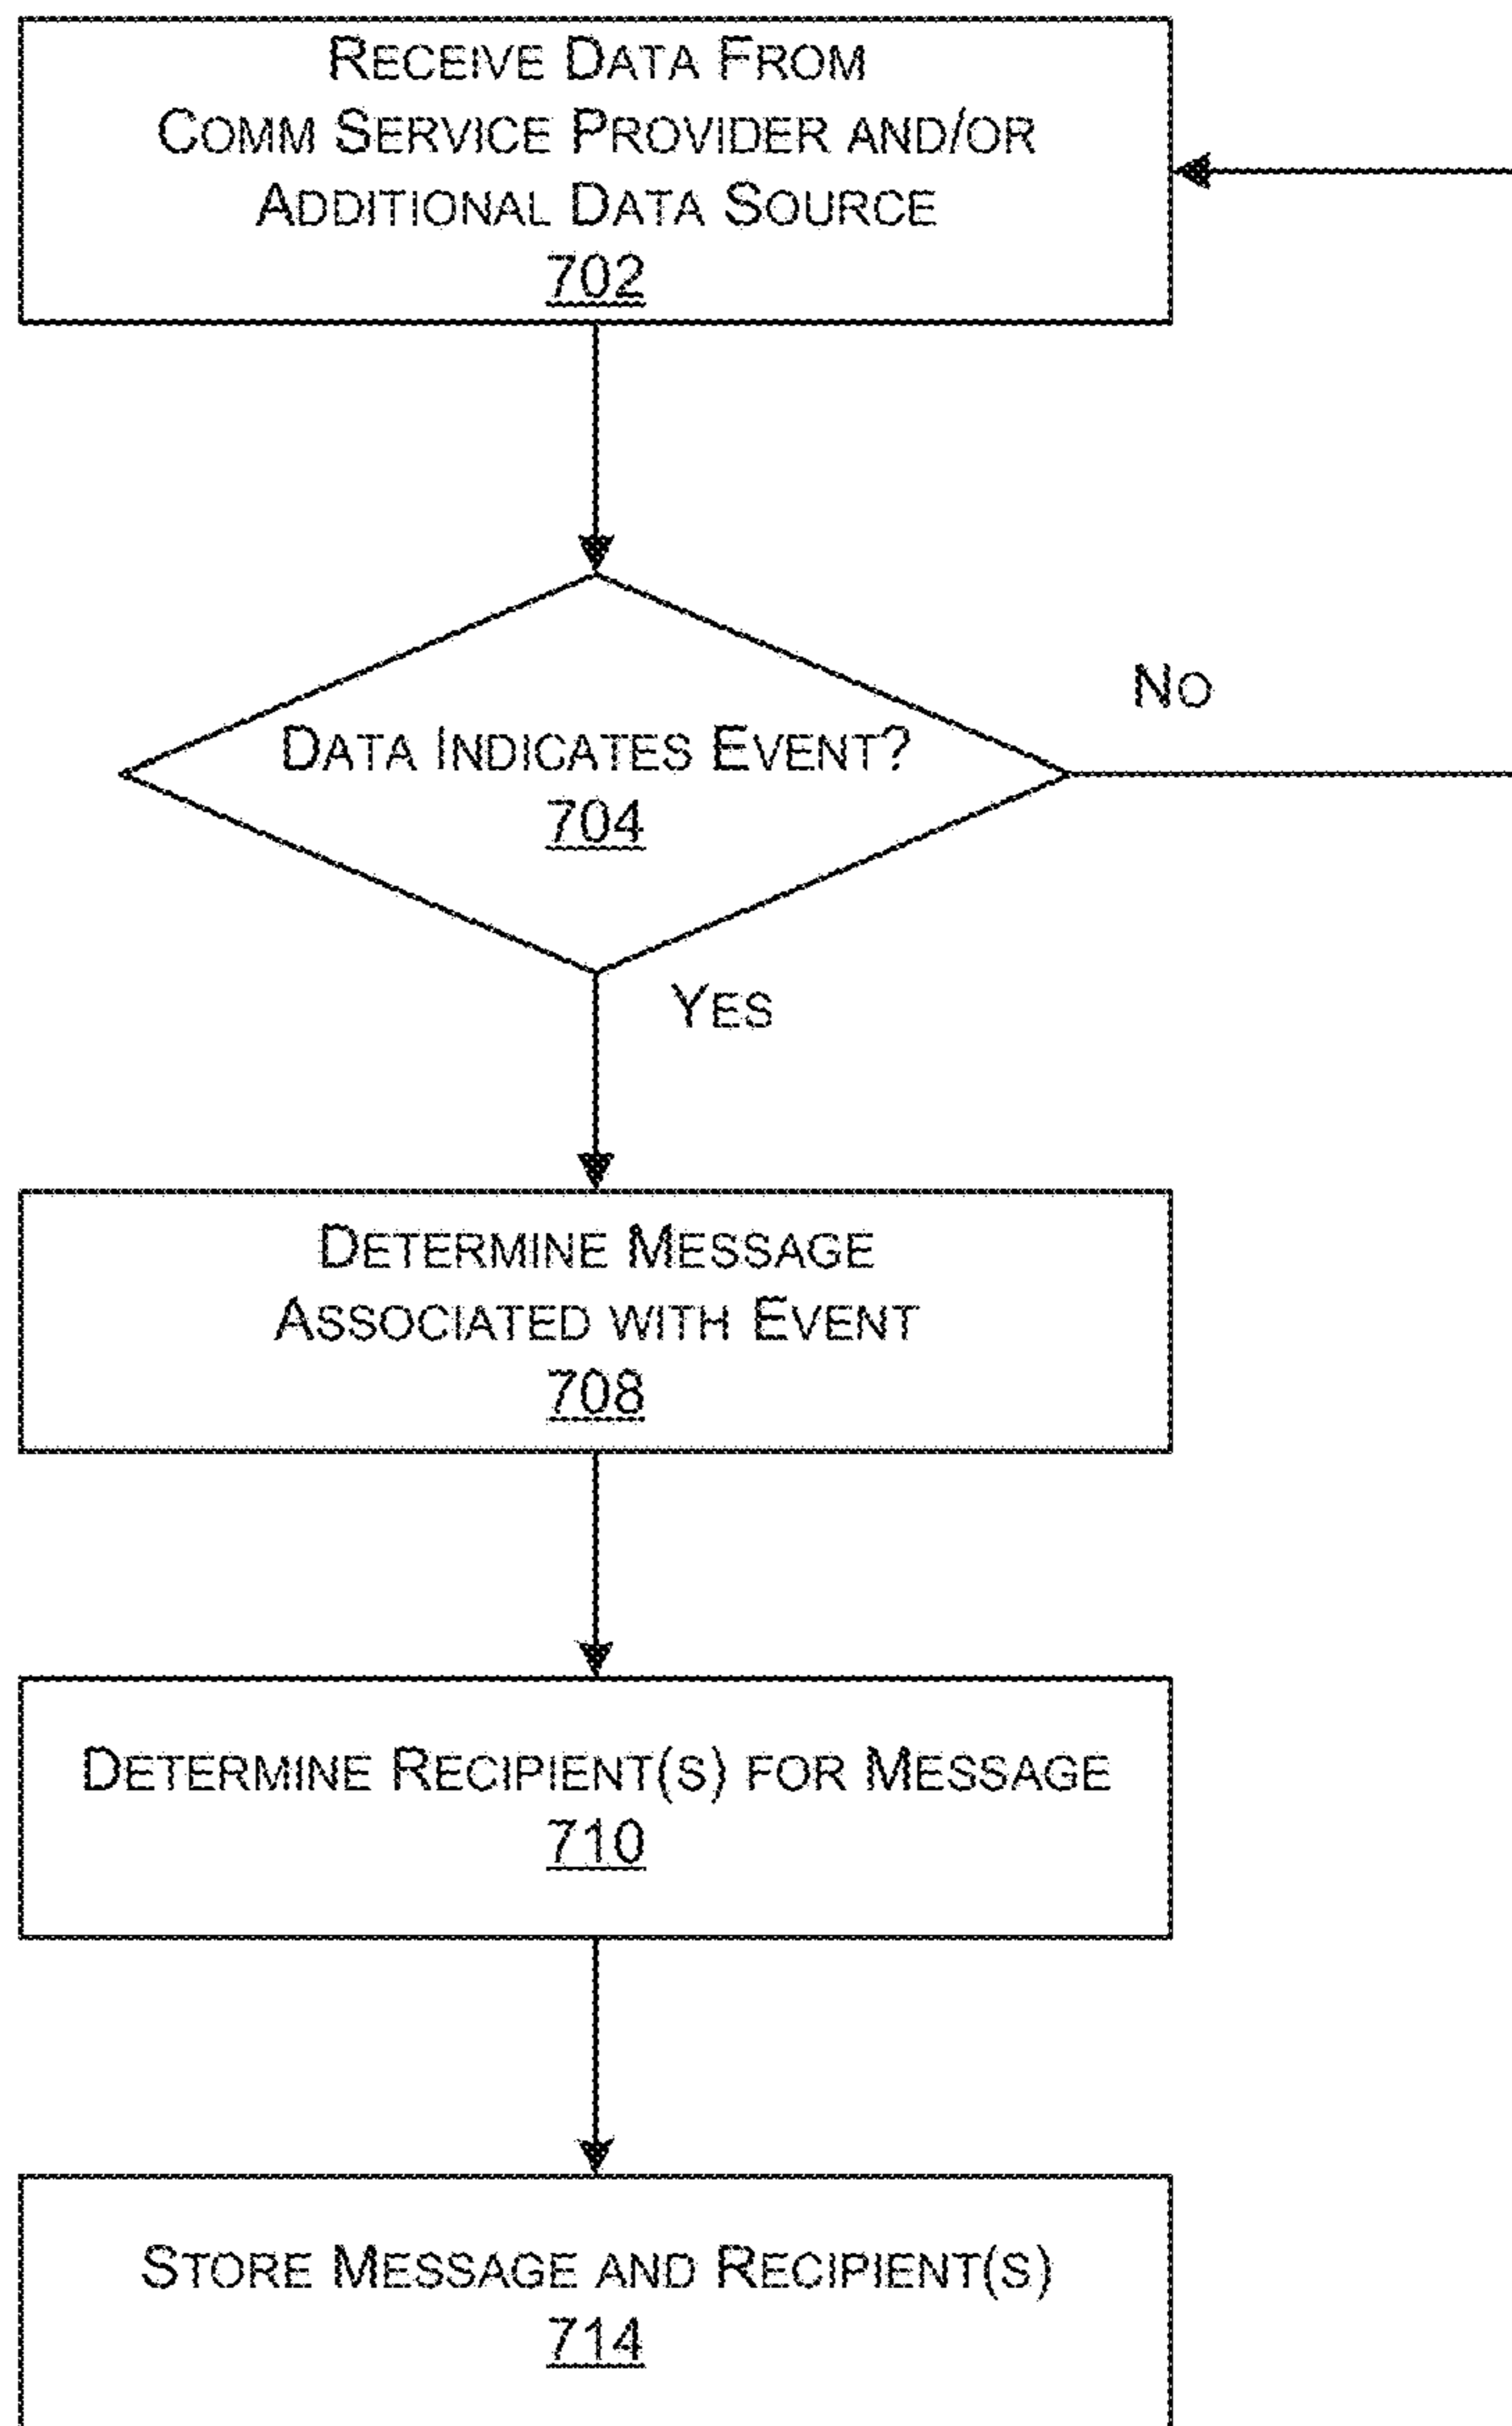 RECEIVE DATA FROM
COMM SERVICE PROVIDER AND/OR
ADDITIONAL DATA SOURCE
702
DATA INDICATES EVENT?
704
NO
YES
DETERMINE MESSAGE
ASSOCIATED WITH EVENT
708
DETERMINE RECIPIENT(S) FOR MESSAGE
710
STORE MESSAGE AND RECIPIENT(S)
714